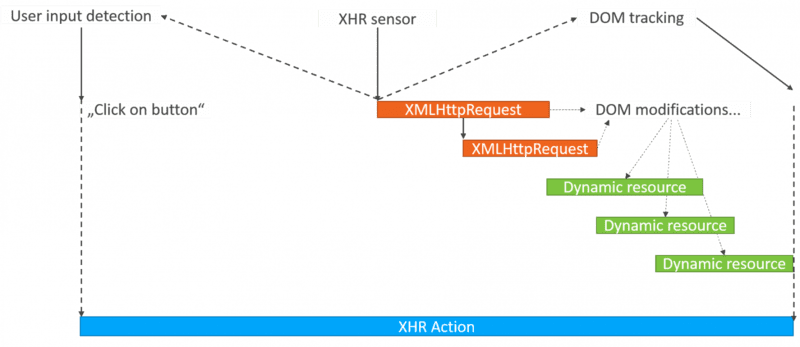 User input detection
XHR sensor
DOM tracking
„Click on button“
XMLHttpRequest
DOM modifications...
XMLHttpRequest
Dynamic resource
Dynamic resource
Dynamic resource
XHR Action